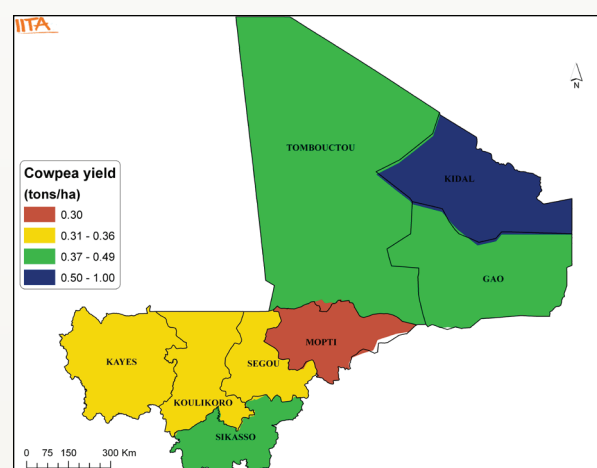 IITA
N
TOMBOUCTOU
KIDAL
Cowpea yield
(tons/ha)
0.30
0.31 - 0.36
0.37 - 0.49
0.50 - 1.00
GAO
MOPTI
KAYES
SEGOU
KOULIKORO
SIKASSO
0 75 150 300 Km